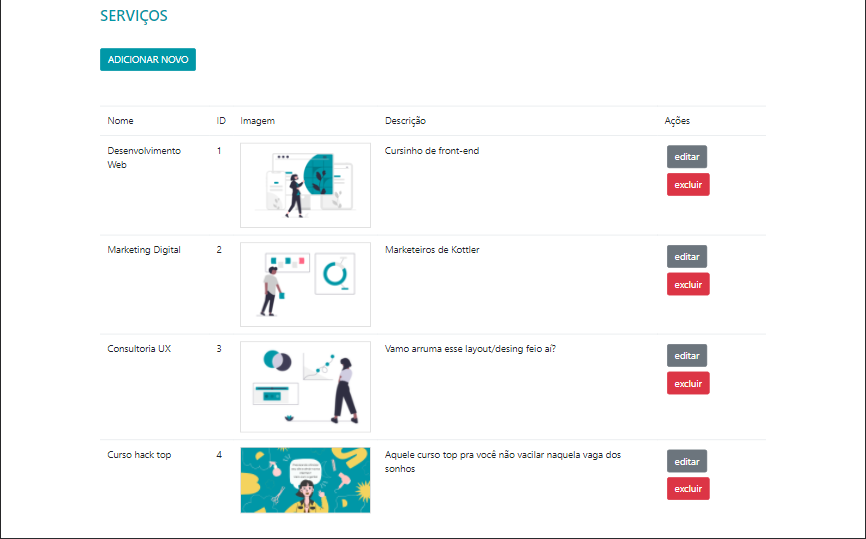 SERVIÇOS
ADICIONAR NOVO
Nome ID Imagem Descrição Ações
Desenvolvimento Web 1 Cursinho de front-end editar
excluir
Marketing Digital 2 Marketeiros de Kottler editar
excluir
Consultoria UX 3 Vamo arruma esse layout/desing feio aí? editar
excluir
Curso hack top 4 Aquele curso top pra você não vacilar naquela vaga dos editar
sonhos
excluir